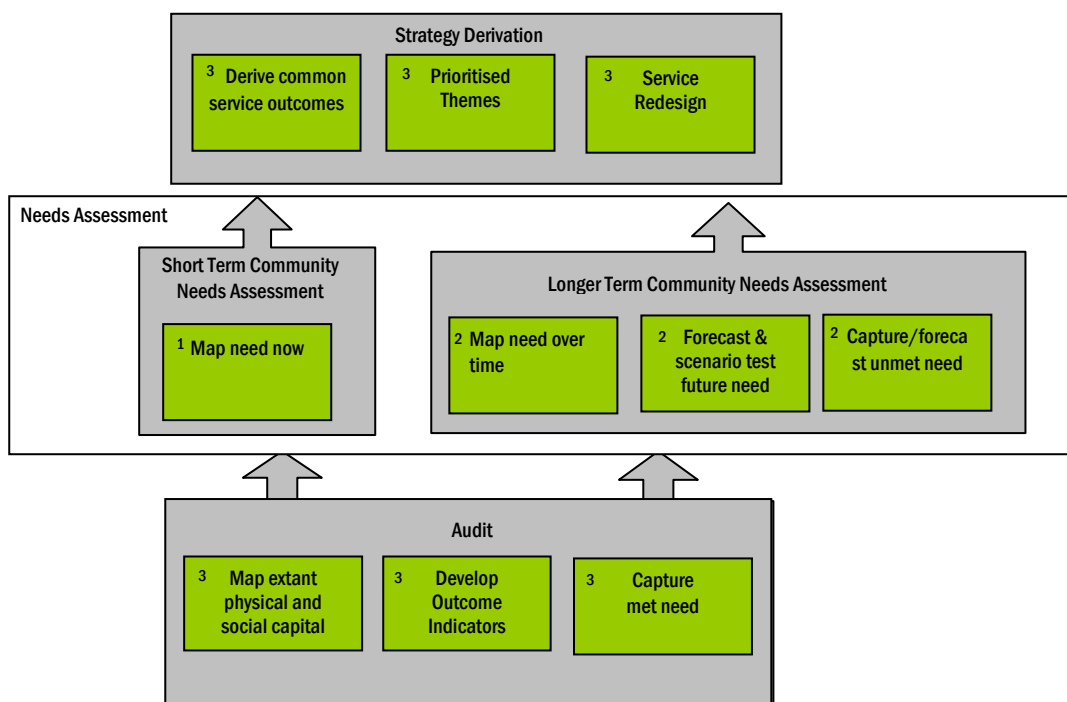 Strategy Derivation
3 Derive common
service outcomes
3 Prioritised
Themes
3 Service
Redesign
Needs Assessment
Short Term Community
Needs Assessment
1 Map need now
Longer Term Community Needs Assessment
2 Map need over
time
2 Forecast &
scenario test
future need
2 Capture/foreca
st unmet need
Audit
3 Map extant
physical and
social capital
3 Develop
Outcome
Indicators
3 Capture
met need